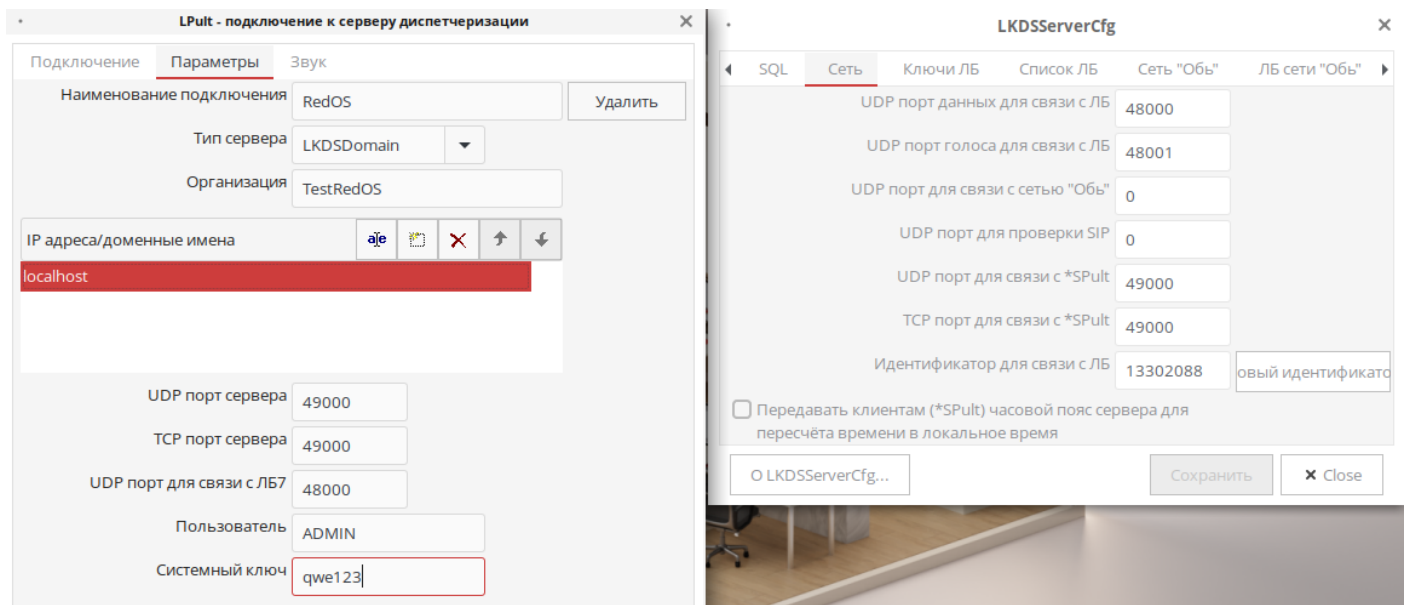 LPult - подключение к серверу диспетчеризации
Подключение Параметры Звук
Наименование подключения RedOS Удалить
Тип сервера LKDSDomain
Организация TestRedOS
IP адреса/доменные имена
localhost
UDP порт сервера 49000
TCP порт сервера 49000
UDP порт для связи с ЛБ7 48000
Пользователь ADMIN
Системный ключ qwe123
LKDSServerCfg
SQL Сеть Ключи ЛБ Список ЛБ Сеть "Обь" ЛБ сети "Обь"
UDP порт данных для связи с ЛБ 48000
UDP порт голоса для связи с ЛБ 48001
UDP порт для связи с сетью "Обь" 0
UDP порт для проверки SIP 0
UDP порт для связи с *SPult 49000
TCP порт для связи с *SPult 49000
Идентификатор для связи с ЛБ 13302088 овый идентификато
Передавать клиентам (*SPult) часовой пояс сервера для
пересчёта времени в локальное время
О LKDSServerCfg... Сохранить Close